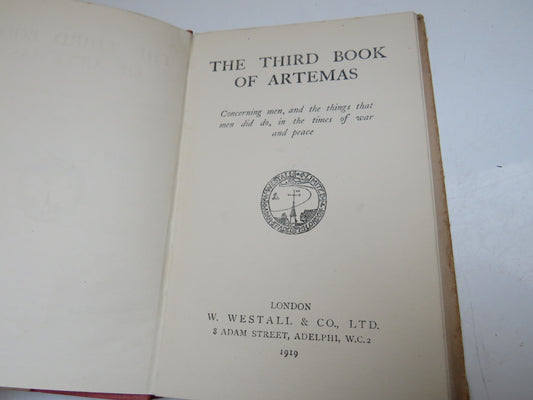 THE THIRD BOOK
OF ARTEMAS
Concerning men, and the things that
men did do, in the times of war
and peace
LONDON
W. WESTALL & CO., LTD.
8 ADAM STREET, ADELPHI, W.C.2
1919